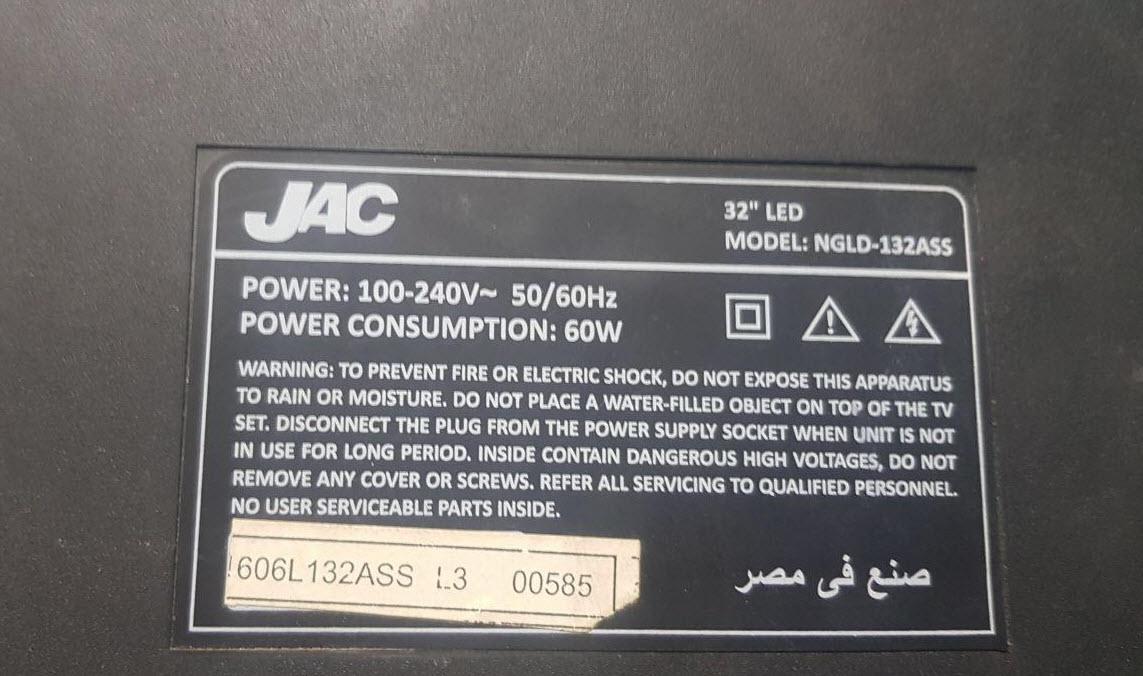 JAC
32" LED
MODEL: NGLD-132ASS
POWER: 100-240V~ 50/60Hz
POWER CONSUMPTION: 60W
WARNING: TO PREVENT FIRE OR ELECTRIC SHOCK, DO NOT EXPOSE THIS APPARATUS
TO RAIN OR MOISTURE. DO NOT PLACE A WATER-FILLED OBJECT ON TOP OF THE TV
SET. DISCONNECT THE PLUG FROM THE POWER SUPPLY SOCKET WHEN UNIT IS NOT
IN USE FOR LONG PERIOD. INSIDE CONTAIN DANGEROUS HIGH VOLTAGES, DO NOT
REMOVE ANY COVER OR SCREWS. REFER ALL SERVICING TO QUALIFIED PERSONNEL.
NO USER SERVICEABLE PARTS INSIDE.
606L132ASS L3 00585
صنع فى مصر